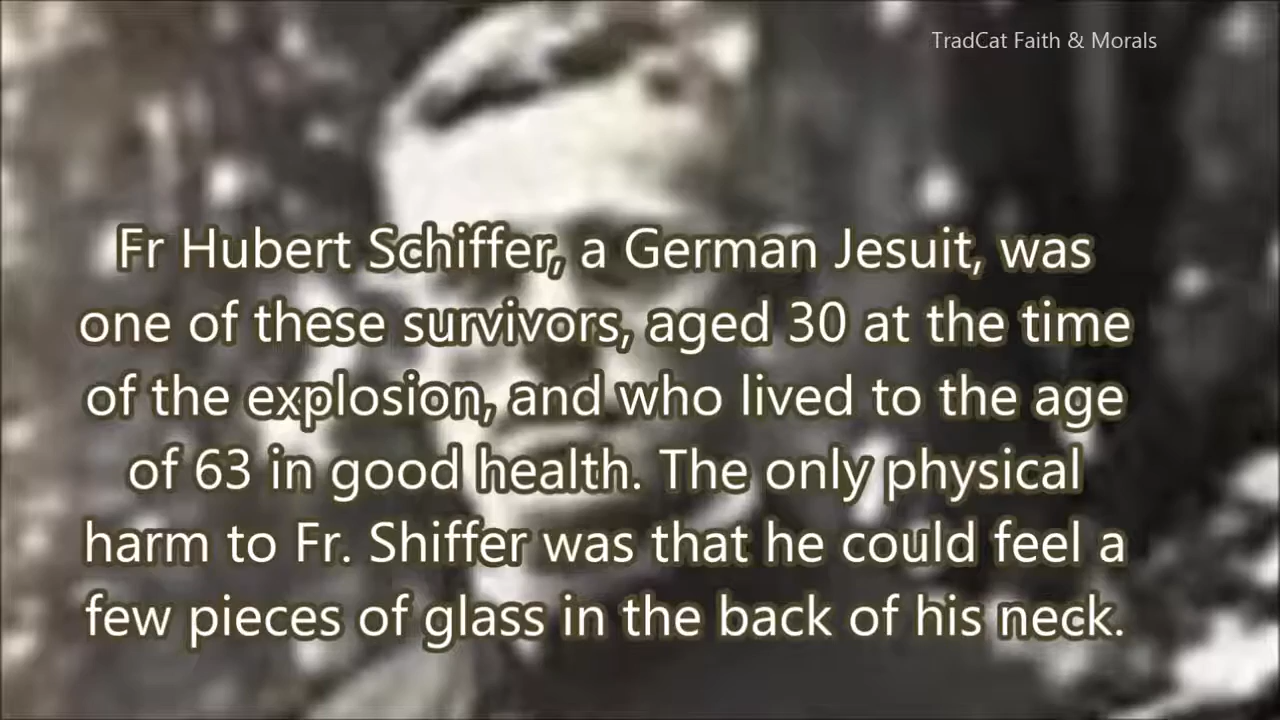 TradCat Faith & Morals
Fr Hubert Schiffer, a German Jesuit, was
one of these survivors, aged 30 at the time
of the explosion, and who lived to the age
of 63 in good health. The only physical
harm to Fr. Shiffer was that he could feel a
few pieces of glass in the back of his neck.